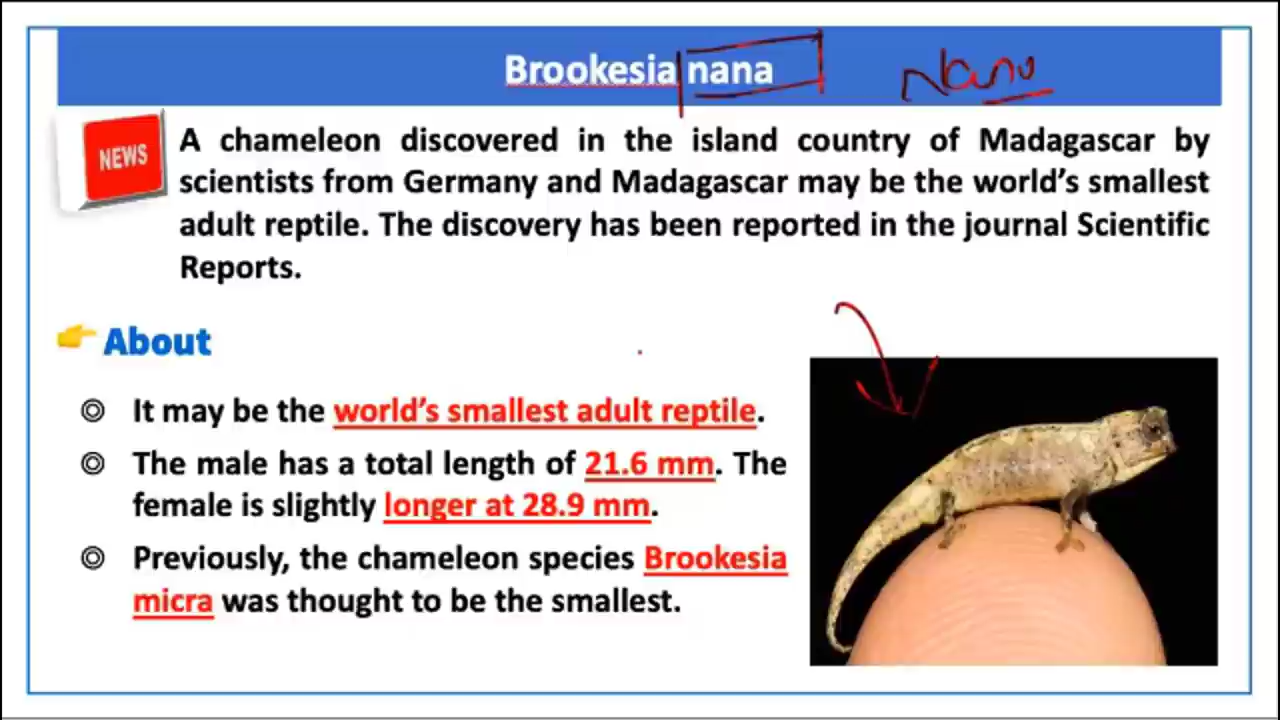 Brookesia nana
Nano
NEWS
A chameleon discovered in the island country of Madagascar by
scientists from Germany and Madagascar may be the world’s smallest
adult reptile. The discovery has been reported in the journal Scientific
Reports.
About
It may be the world’s smallest adult reptile.
The male has a total length of 21.6 mm. The
female is slightly longer at 28.9 mm.
Previously, the chameleon species Brookesia
micra was thought to be the smallest.